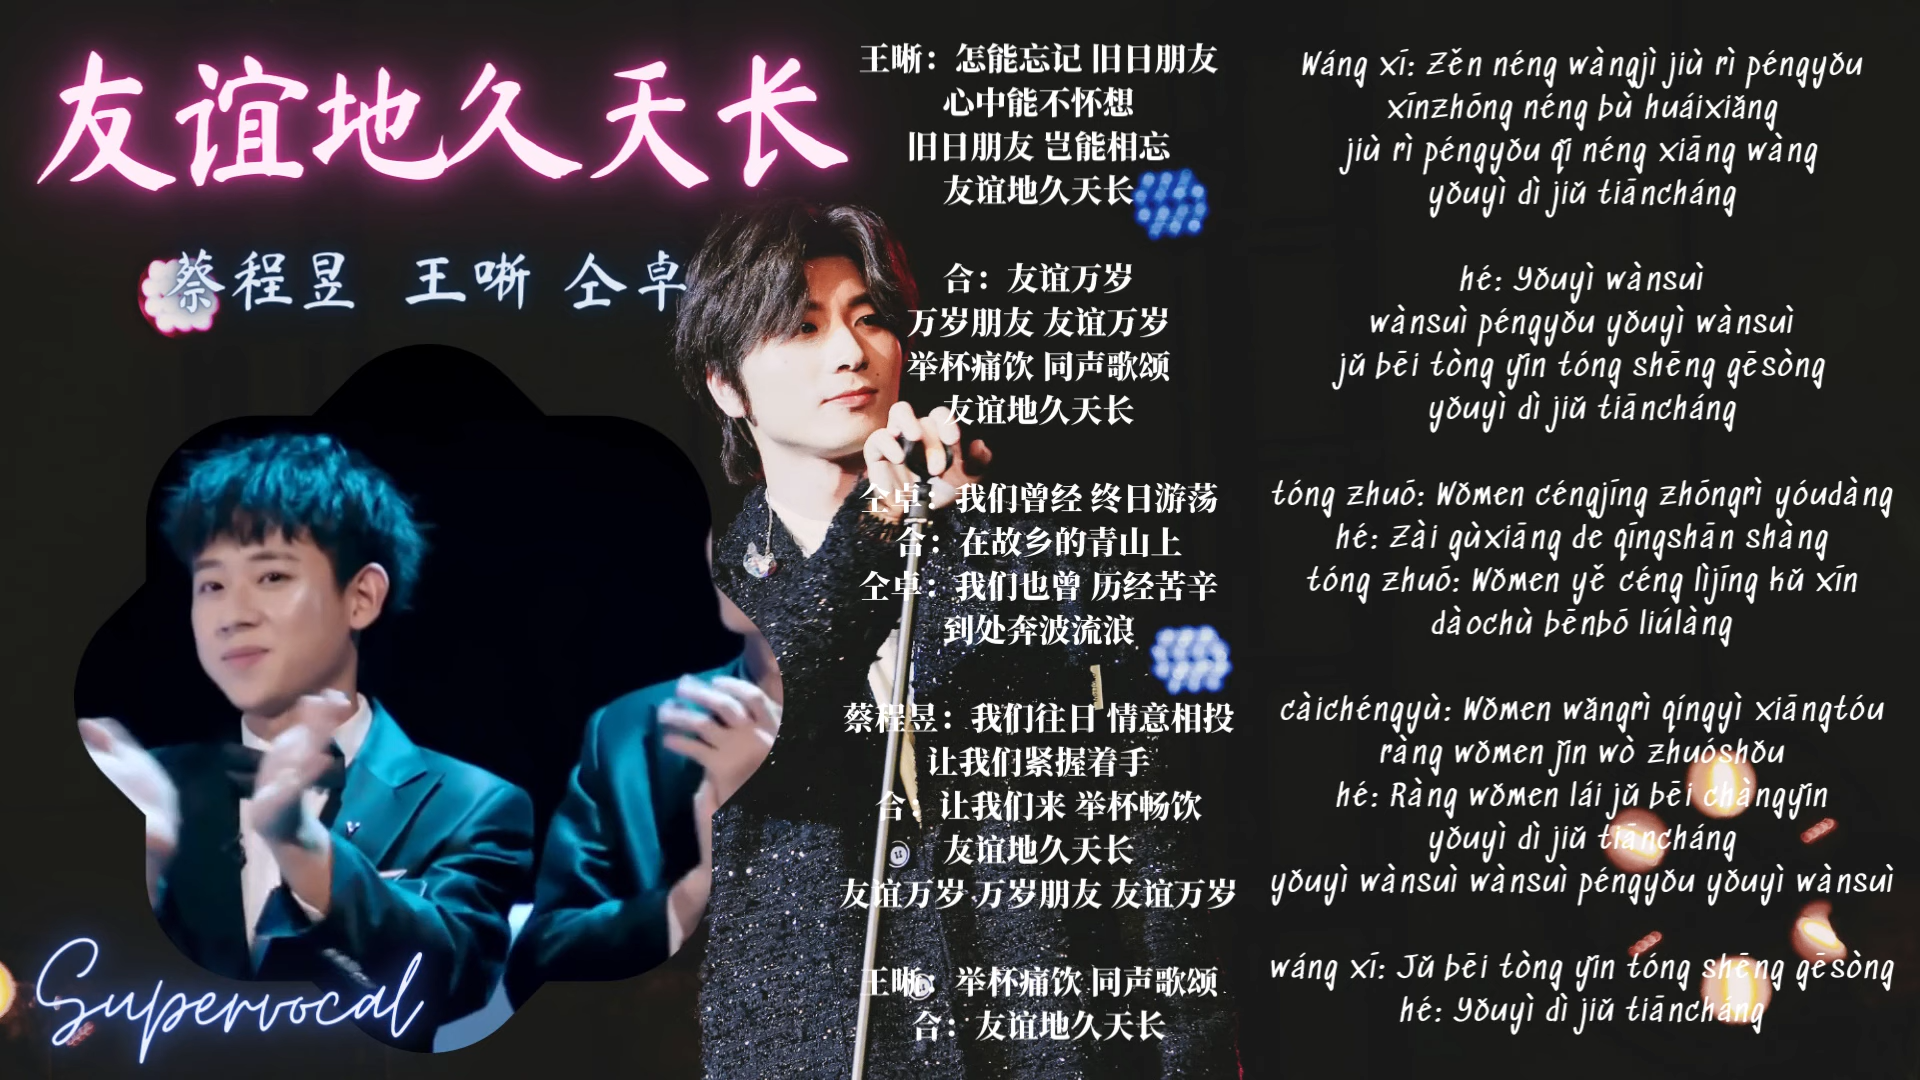 友谊地久天长
蔡程昱 王晰 仝卓
王晰：怎能忘记 旧日朋友
心中能不怀想
旧日朋友 岂能相忘
友谊地久天长
合：友谊万岁
万岁朋友 友谊万岁
举杯痛饮 同声歌颂
友谊地久天长
仝卓：我们曾经 终日游荡
合：在故乡的青山上
仝卓：我们也曾 历经苦辛
到处奔波流浪
蔡程昱：我们往日 情意相投
让我们紧握着手
合：让我们来 举杯畅饮
友谊地久天长
友谊万岁 万岁朋友 友谊万岁
王晰：举杯痛饮 同声歌颂
合：友谊地久天长
Wáng xī: Zěn néng wàngjì jiù rì péngyǒu
xīnzhōng néng bù huáixiǎng
jiù rì péngyǒu qǐ néng xiāng wàng
yǒuyì dì jiǔ tiāncháng
hé: Yǒuyì wànsuì
wànsuì péngyǒu yǒuyì wànsuì
jǔ bēi tòng yǐn tóng shēng gēsòng
yǒuyì dì jiǔ tiāncháng
tóng zhuō: Wǒmen céngjīng zhōngrì yóudàng
hé: Zài gùxiāng de qīngshān shàng
tóng zhuō: Wǒmen yě céng lìjīng kǔ xīn
dàochù bēnbō liúlàng
càichéngyù: Wǒmen wǎngrì qíngyì xiāngtóu
ràng wǒmen jǐn wò zhuóshǒu
hé: Ràng wǒmen lái jǔ bēi chàngyǐn
yǒuyì dì jiǔ tiāncháng
yǒuyì wànsuì wànsuì péngyǒu yǒuyì wànsuì
wáng xī: Jǔ bēi tòng yǐn tóng shēng gēsòng
hé: Yǒuyì dì jiǔ tiāncháng
Supervocal